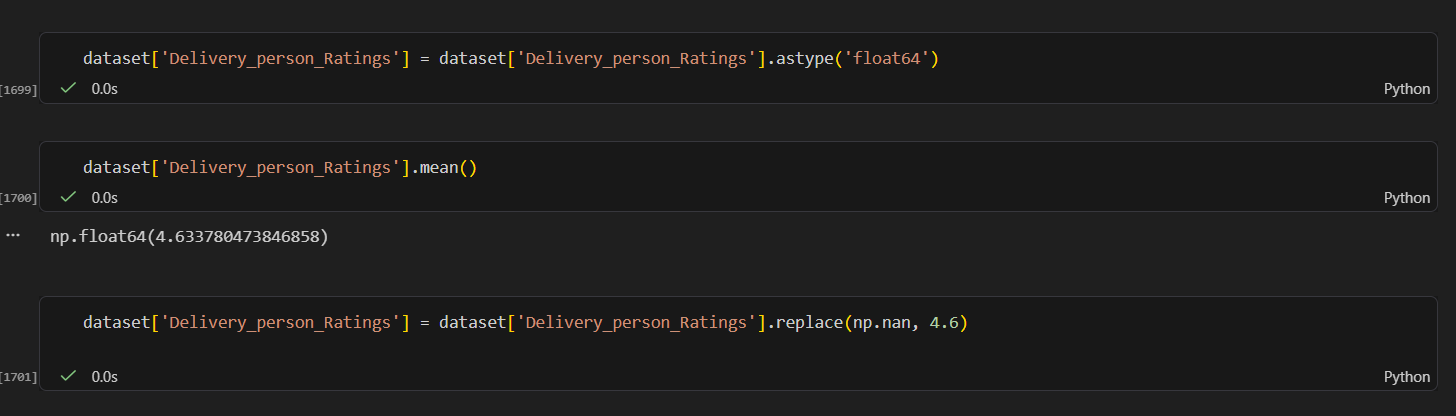 dataset['Delivery_person_Ratings'] = dataset['Delivery_person_Ratings'].astype('float64')
[1699] 0.0s Python
dataset['Delivery_person_Ratings'].mean()
[1700] 0.0s Python
... np.float64(4.633780473846858)
dataset['Delivery_person_Ratings'] = dataset['Delivery_person_Ratings'].replace(np.nan, 4.6)
[1701] 0.0s Python